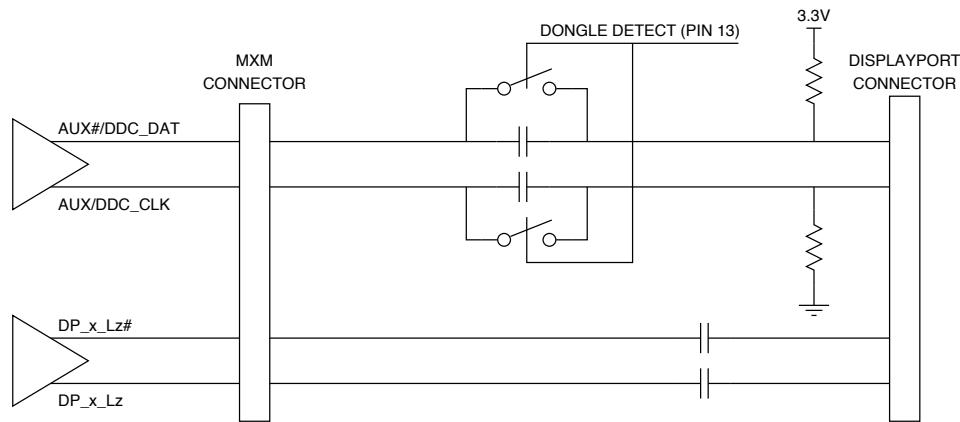 3.3V
DONGLE DETECT (PIN 13)
MXM
CONNECTOR
DISPLAYPORT
CONNECTOR
AUX#/DDC_DAT
AUX/DDC_CLK
DP_x_Lz#
DP_x_Lz